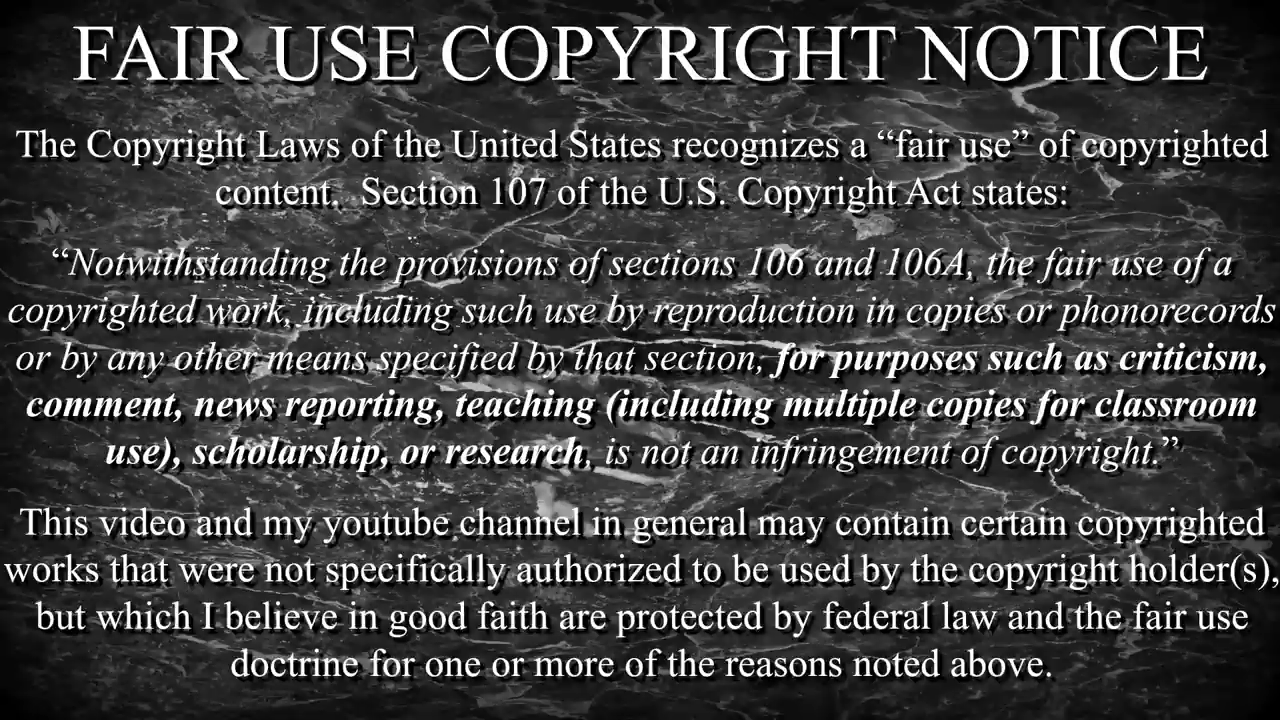 FAIR USE COPYRIGHT NOTICE
The Copyright Laws of the United States recognizes a “fair use” of copyrighted
content.  Section 107 of the U.S. Copyright Act states:
“Notwithstanding the provisions of sections 106 and 106A, the fair use of a
copyrighted work, including such use by reproduction in copies or phonorecords
or by any other means specified by that section, for purposes such as criticism,
comment, news reporting, teaching (including multiple copies for classroom
use), scholarship, or research, is not an infringement of copyright.”
This video and my youtube channel in general may contain certain copyrighted
works that were not specifically authorized to be used by the copyright holder(s),
but which I believe in good faith are protected by federal law and the fair use
doctrine for one or more of the reasons noted above.